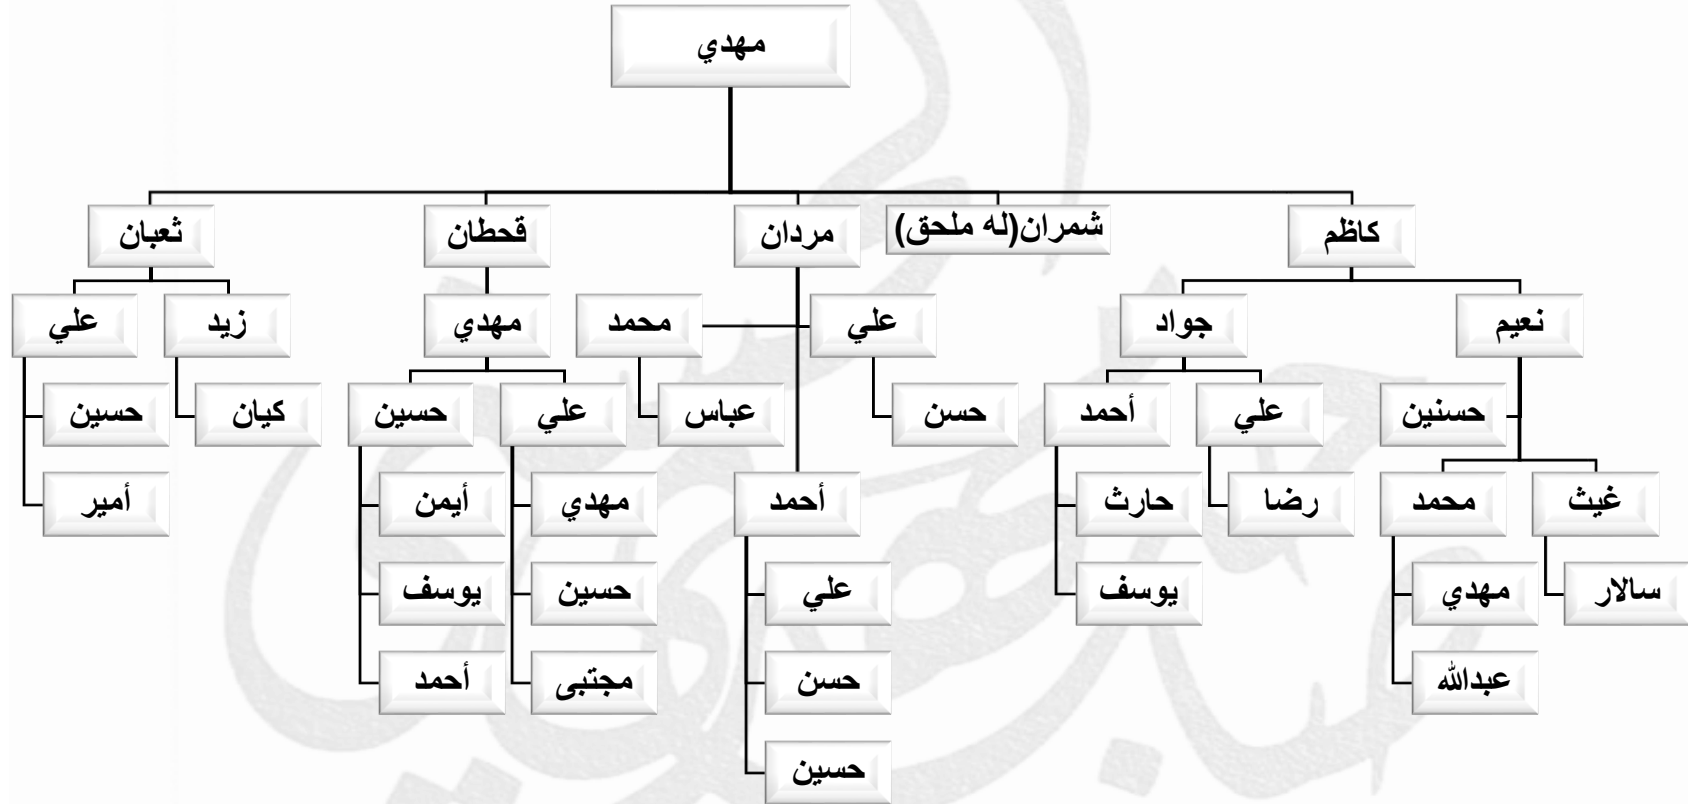 مهدي
كاظم
شمران(له ملحق)
مردان
قحطان
ثعبان
نعيم
جواد
علي
محمد
مهدي
زيد
علي
حسنين
علي
أحمد
حسن
عباس
علي
حسين
كيان
حسين
غيث
محمد
رضا
حارث
أحمد
مهدي
أيمن
أمير
سالار
مهدي
يوسف
علي
حسين
يوسف
عبدالله
حسن
مجتبى
أحمد
حسين